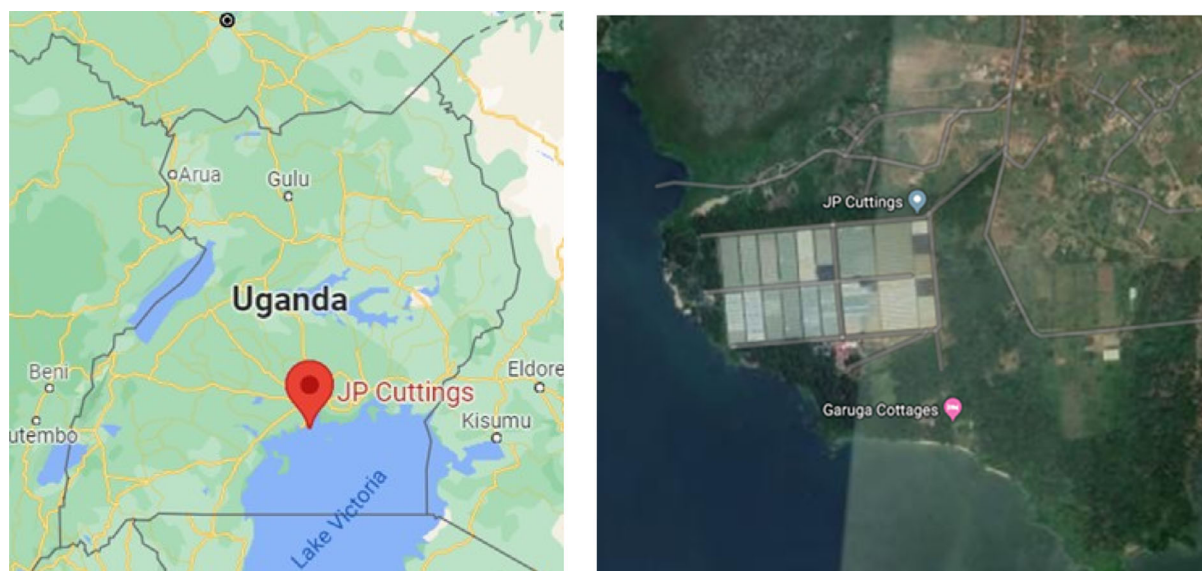 Arua
Gulu
Uganda
Beni
utembo
JP Cuttings
Eldore
Kisumu
Lake Victoria
JP Cuttings
Garuga Cottages